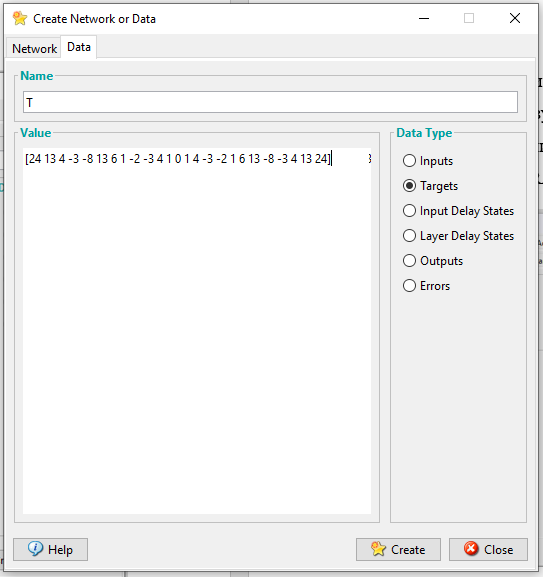 Create Network or Data
Network Data
Name
T
Value
[24 13 4 -3 -8 13 6 1 -2 -3 4 1 0 1 4 -3 -2 1 6 13 -8 -3 4 13 24]
Data Type
Inputs
Targets
Input Delay States
Layer Delay States
Outputs
Errors
Help
Create
Close